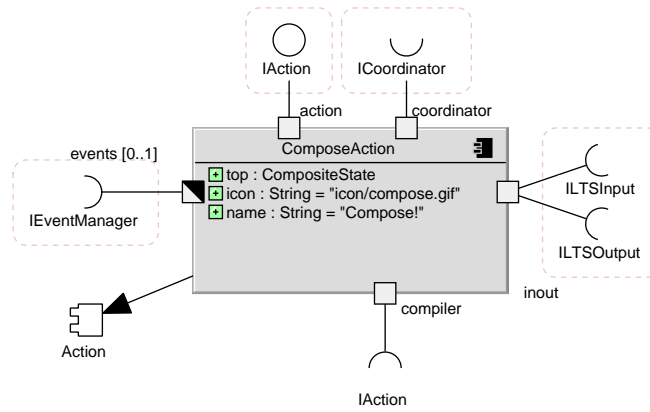 IAction
ICoordinator
action
coordinator
events [0..1]
ComposeAction
top : CompositeState
icon : String = "icon/compose.gif"
name : String = "Compose!"
IEventManager
ILTSInput
ILTSOutput
inout
compiler
Action
IAction